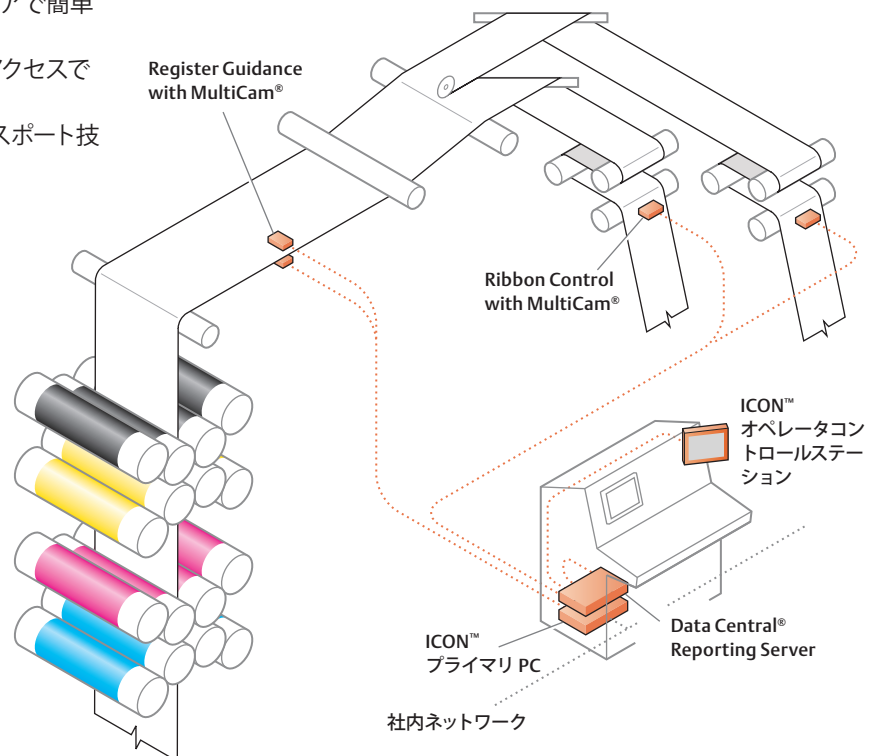 アで簡単
アクセスで
スポート技
Register Guidance
with MultiCam®
Ribbon Control
with MultiCam®
ICON™
オペレータコン
トロールステー
ション
ICON™
プライマリ PC
Data Central®
Reporting Server
社内ネットワーク